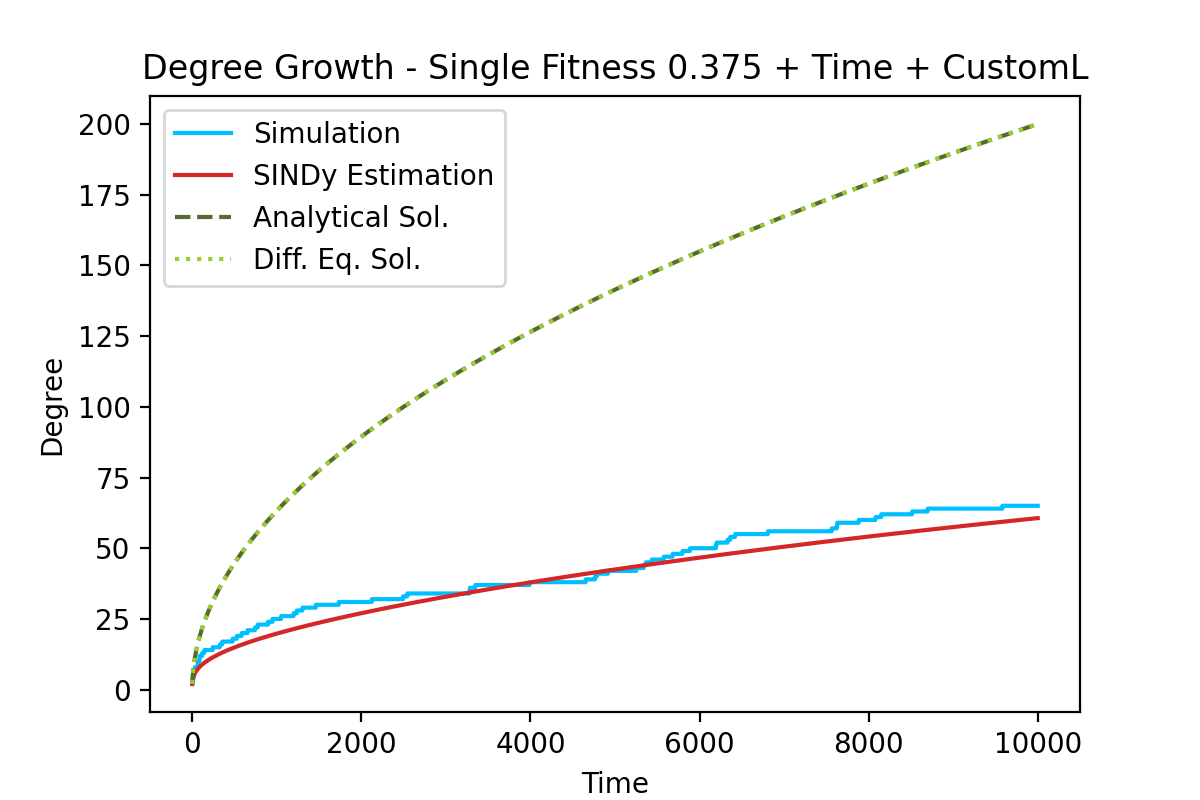 Degree Growth - Single Fitness 0.375 + Time + CustomL
Simulation
SINDy Estimation
Analytical Sol.
Diff. Eq. Sol.
200
175
150
125
100
75
50
25
0
Degree
0 2000 4000 6000 8000 10000
Time